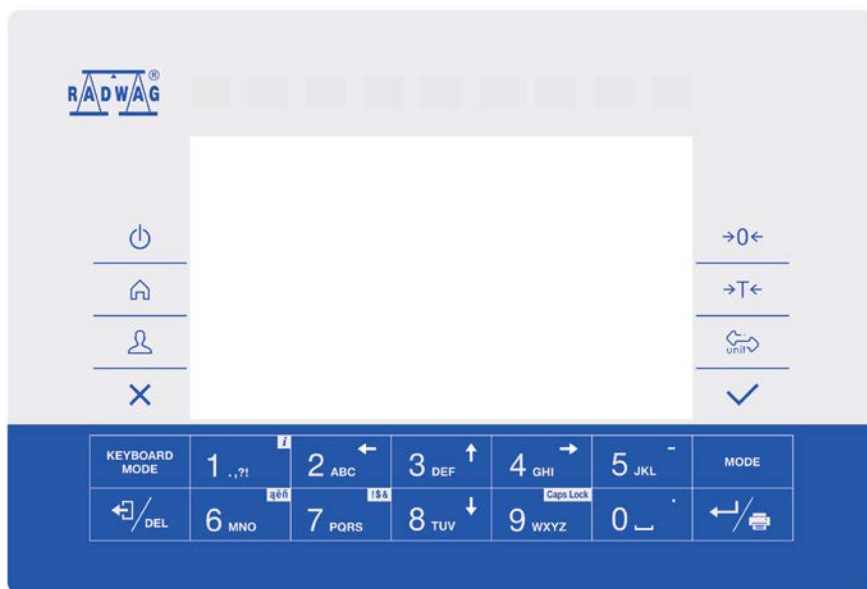 RADWAG®
→0←
→T←
unit
KEYBOARD
MODE
1 .,?! i
2 ABC ←
3 DEF ↑
4 GHI →
5 JKL -
MODE
/DEL
6 MNO ąëñ
7 PQRS !$&
8 TUV ↓
9 WXYZ Caps Lock
0 ⎵ .